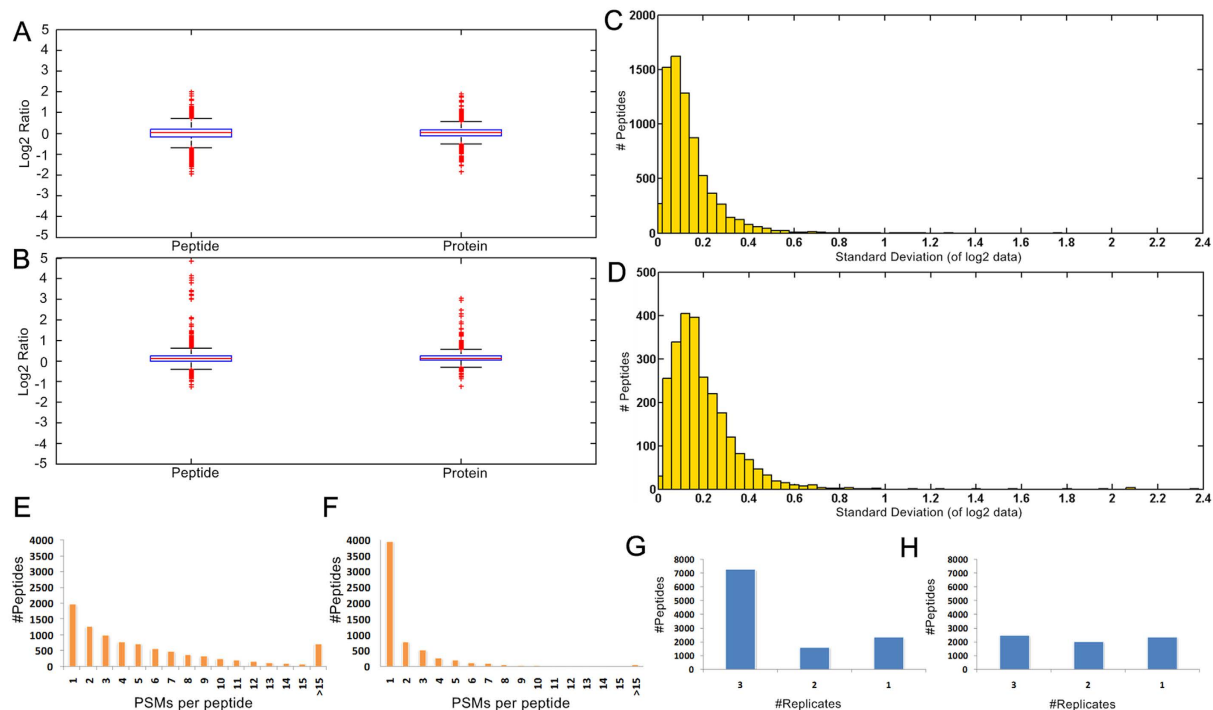 A
5
4
3
2
1
0
-1
-2
-3
-4
-5
Log2 Ratio
Peptide
Protein
B
5
4
3
2
1
0
-1
-2
-3
-4
-5
Log2 Ratio
Peptide
Protein
C
2000
1500
1000
500
0
# Peptides
0 0.2 0.4 0.6 0.8 1 1.2 1.4 1.6 1.8 2 2.2 2.4
Standard Deviation (of log2 data)
D
500
400
300
200
100
0
# Peptides
0 0.2 0.4 0.6 0.8 1 1.2 1.4 1.6 1.8 2 2.2 2.4
Standard Deviation (of log2 data)
E
4000
3500
3000
2500
2000
1500
1000
500
0
#Peptides
1 2 3 4 5 6 7 8 9 10 11 12 13 14 15 >15
PSMs per peptide
F
4000
3500
3000
2500
2000
1500
1000
500
0
1 2 3 4 5 6 7 8 9 10 11 12 13 14 15 >15
PSMs per peptide
G
8000
7000
6000
5000
4000
3000
2000
1000
0
#Peptides
3 2 1
#Replicates
H
8000
7000
6000
5000
4000
3000
2000
1000
0
#Peptides
3 2 1
#Replicates